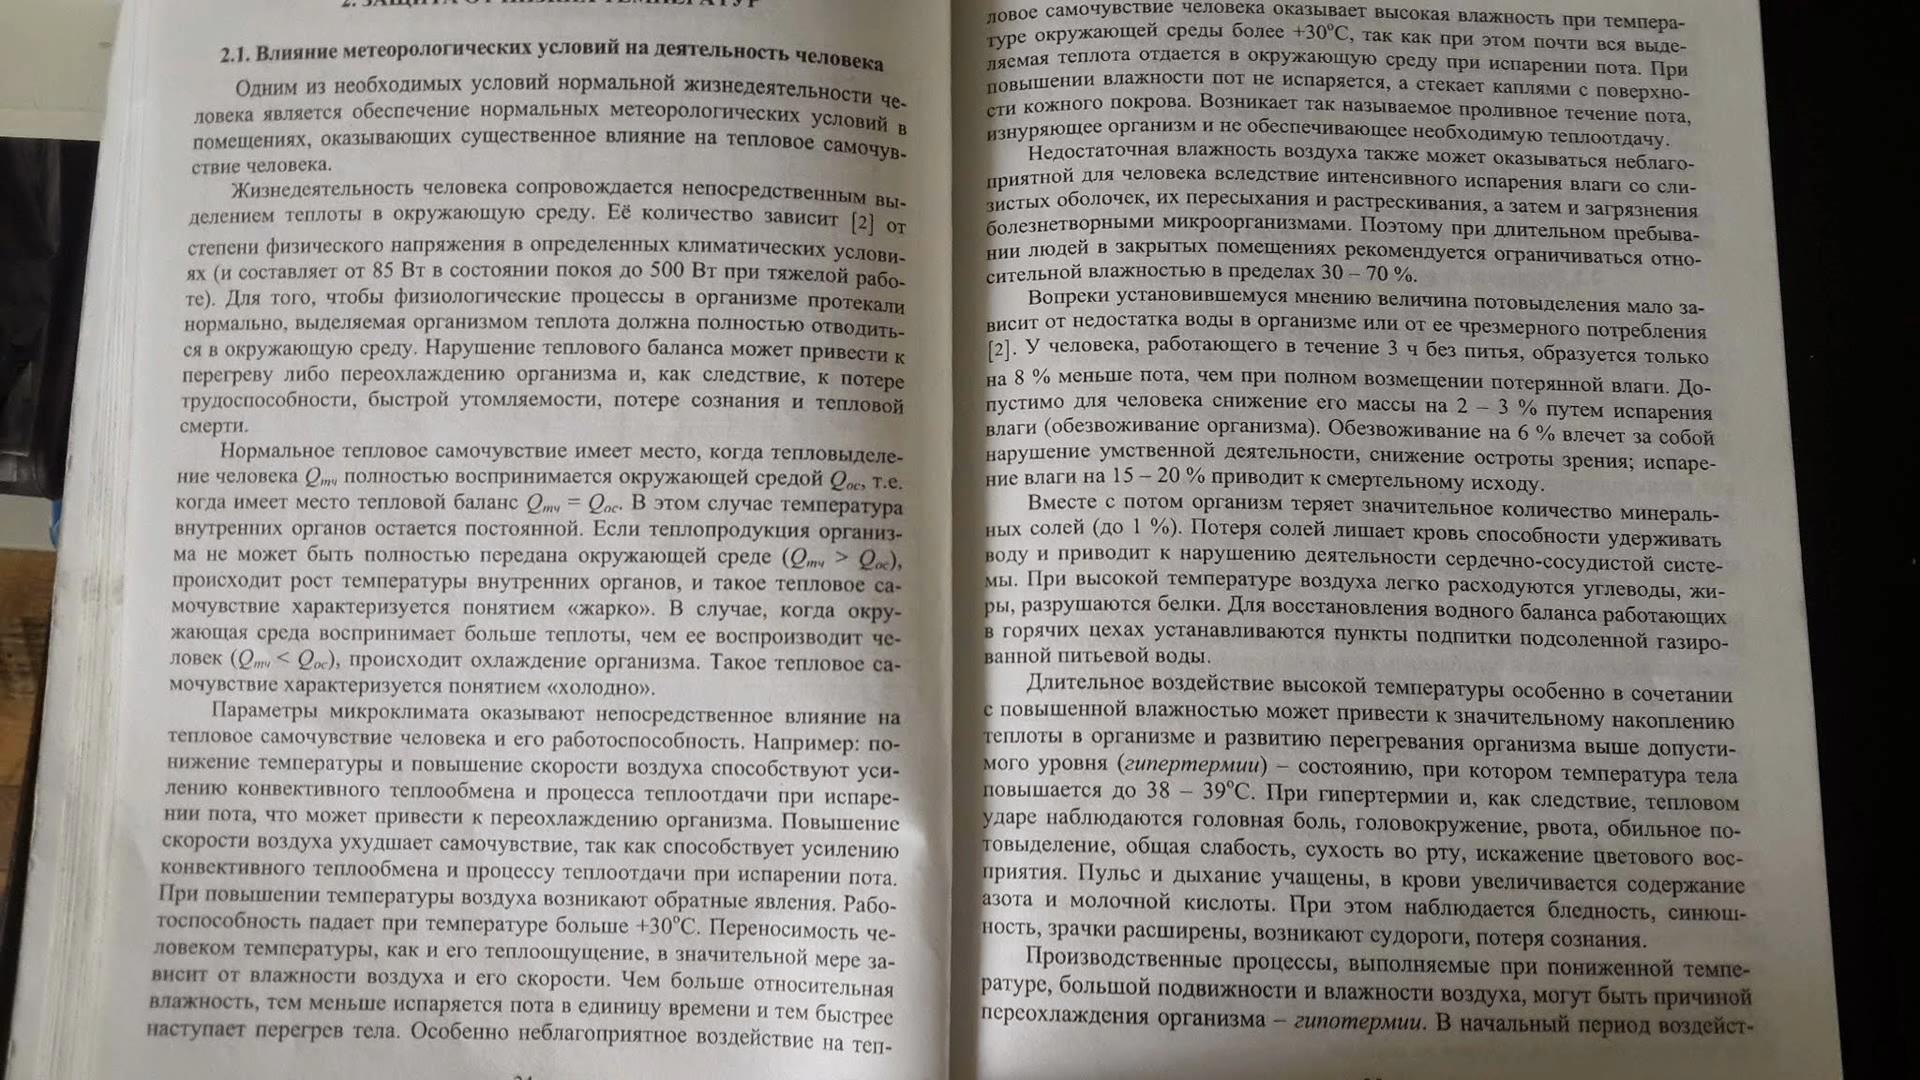 2. ЗАЩИТА ОТ НИЗКИХ ТЕМПЕРАТУР
2.1. Влияние метеорологических условий на деятельность человека
Одним из необходимых условий нормальной жизнедеятельности че-
ловека является обеспечение нормальных метеорологических условий в
помещениях, оказывающих существенное влияние на тепловое самочув-
ствие человека.
Жизнедеятельность человека сопровождается непосредственным вы-
делением теплоты в окружающую среду. Её количество зависит [2] от
степени физического напряжения в определенных климатических услови-
ях (и составляет от 85 Вт в состоянии покоя до 500 Вт при тяжелой рабо-
те). Для того, чтобы физиологические процессы в организме протекали
нормально, выделяемая организмом теплота должна полностью отводить-
ся в окружающую среду. Нарушение теплового баланса может привести к
перегреву либо переохлаждению организма и, как следствие, к потере
трудоспособности, быстрой утомляемости, потере сознания и тепловой
смерти.
Нормальное тепловое самочувствие имеет место, когда тепловыделе-
ние человека Qтч полностью воспринимается окружающей средой Qос, т.е.
когда имеет место тепловой баланс Qтч = Qос. В этом случае температура
внутренних органов остается постоянной. Если теплопродукция организ-
ма не может быть полностью передана окружающей среде (Qтч > Qос),
происходит рост температуры внутренних органов, и такое тепловое са-
мочувствие характеризуется понятием «жарко». В случае, когда окру-
жающая среда воспринимает больше теплоты, чем ее воспроизводит че-
ловек (Qтч < Qос), происходит охлаждение организма. Такое тепловое са-
мочувствие характеризуется понятием «холодно».
Параметры микроклимата оказывают непосредственное влияние на
тепловое самочувствие человека и его работоспособность. Например: по-
нижение температуры и повышение скорости воздуха способствуют уси-
лению конвективного теплообмена и процесса теплоотдачи при испаре-
нии пота, что может привести к переохлаждению организма. Повышение
скорости воздуха ухудшает самочувствие, так как способствует усилению
конвективного теплообмена и процессу теплоотдачи при испарении пота.
При повышении температуры воздуха возникают обратные явления. Рабо-
тоспособность падает при температуре больше +30°С. Переносимость че-
ловеком температуры, как и его теплоощущение, в значительной мере за-
висит от влажности воздуха и его скорости. Чем больше относительная
влажность, тем меньше испаряется пота в единицу времени и тем быстрее
наступает перегрев тела. Особенно неблагоприятное воздействие на теп-
ловое самочувствие человека оказывает высокая влажность при темпера-
туре окружающей среды более +30°С, так как при этом почти вся выде-
ляемая теплота отдается в окружающую среду при испарении пота. При
повышении влажности пот не испаряется, а стекает каплями с поверхно-
сти кожного покрова. Возникает так называемое проливное течение пота,
изнуряющее организм и не обеспечивающее необходимую теплоотдачу.
Недостаточная влажность воздуха также может оказываться неблаго-
приятной для человека вследствие интенсивного испарения влаги со сли-
зистых оболочек, их пересыхания и растрескивания, а затем и загрязнения
болезнетворными микроорганизмами. Поэтому при длительном пребыва-
нии людей в закрытых помещениях рекомендуется ограничиваться отно-
сительной влажностью в пределах 30 – 70 %.
Вопреки установившемуся мнению величина потовыделения мало за-
висит от недостатка воды в организме или от ее чрезмерного потребления
[2]. У человека, работающего в течение 3 ч без питья, образуется только
на 8 % меньше пота, чем при полном возмещении потерянной влаги. До-
пустимо для человека снижение его массы на 2 – 3 % путем испарения
влаги (обезвоживание организма). Обезвоживание на 6 % влечет за собой
нарушение умственной деятельности, снижение остроты зрения; испаре-
ние влаги на 15 – 20 % приводит к смертельному исходу.
Вместе с потом организм теряет значительное количество минераль-
ных солей (до 1 %). Потеря солей лишает кровь способности удерживать
воду и приводит к нарушению деятельности сердечно-сосудистой систе-
мы. При высокой температуре воздуха легко расходуются углеводы, жи-
ры, разрушаются белки. Для восстановления водного баланса работающих
в горячих цехах устанавливаются пункты подпитки подсоленной газиро-
ванной питьевой воды.
Длительное воздействие высокой температуры особенно в сочетании
с повышенной влажностью может привести к значительному накоплению
теплоты в организме и развитию перегревания организма выше допусти-
мого уровня (гипертермии) – состоянию, при котором температура тела
повышается до 38 – 39°С. При гипертермии и, как следствие, тепловом
ударе наблюдаются головная боль, головокружение, рвота, обильное по-
товыделение, общая слабость, сухость во рту, искажение цветового вос-
приятия. Пульс и дыхание учащены, в крови увеличивается содержание
азота и молочной кислоты. При этом наблюдается бледность, синюш-
ность, зрачки расширены, возникают судороги, потеря сознания.
Производственные процессы, выполняемые при пониженной темпе-
ратуре, большой подвижности и влажности воздуха, могут быть причиной
переохлаждения организма – гипотермии. В начальный период воздейст-